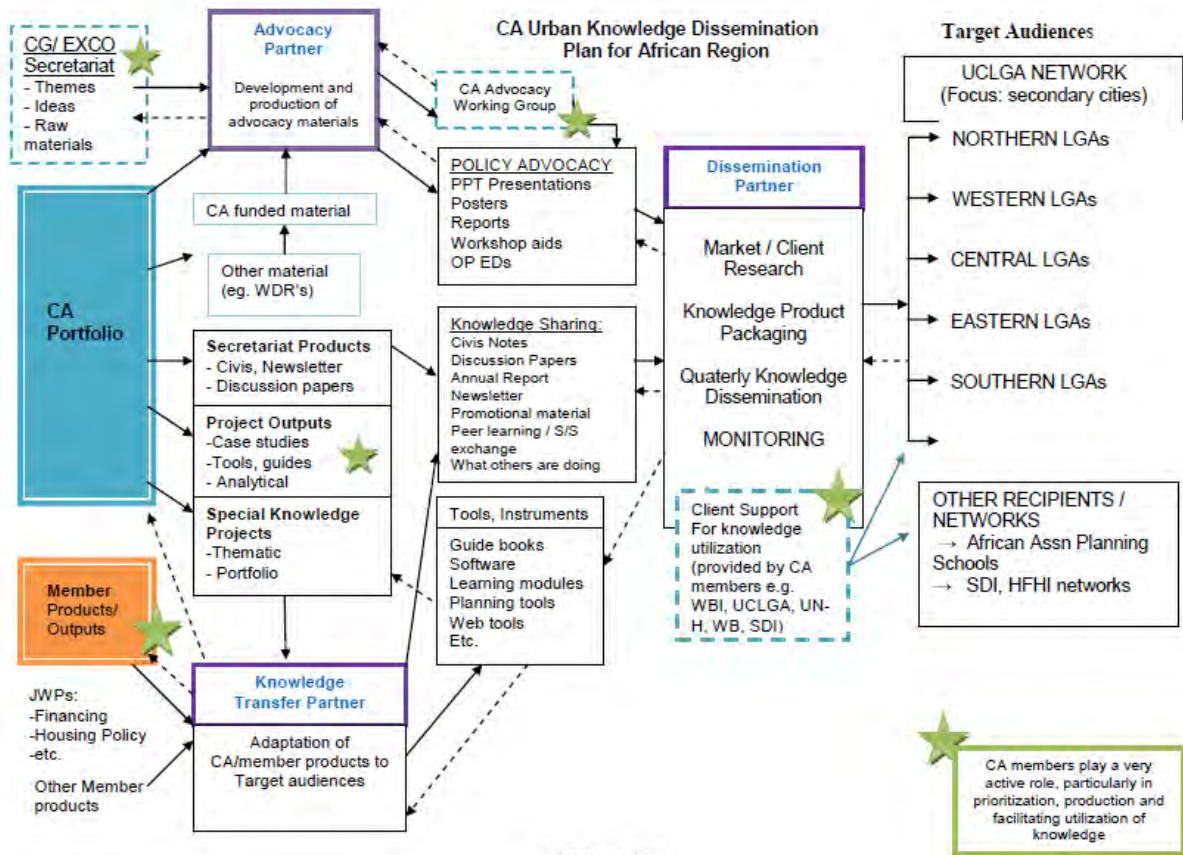 CA Urban Knowledge Dissemination
Plan for African Region
CG/ EXCO
Secretariat
- Themes
- Ideas
- Raw
materials
Advocacy
Partner
Development and
production of
advocacy materials
CA Advocacy
Working Group
Target Audiences
UCLGA NETWORK
(Focus: secondary cities)
NORTHERN LGAs
WESTERN LGAs
CENTRAL LGAs
EASTERN LGAs
SOUTHERN LGAs
POLICY ADVOCACY
PPT Presentations
Posters
Reports
Workshop aids
OP EDs
Dissemination
Partner
Market / Client
Research
Knowledge Product
Packaging
Quaterly Knowledge
Dissemination
MONITORING
CA funded material
Other material
(eg. WDR's)
CA
Portfolio
Secretariat Products
- Civis, Newsletter
- Discussion papers
Project Outputs
-Case studies
-Tools, guides
- Analytical
Special Knowledge
Projects
-Thematic
- Portfolio
Knowledge Sharing:
Civis Notes
Discussion Papers
Annual Report
Newsletter
Promotional material
Peer learning / S/S
exchange
What others are doing
Tools, Instruments
Guide books
Software
Learning modules
Planning tools
Web tools
Etc.
Client Support
For knowledge
utilization
(provided by CA
members e.g.
WBI, UCLGA, UN-
H, WB, SDI)
OTHER RECIPIENTS /
NETWORKS
→ African Assn Planning
Schools
→ SDI, HFHI networks
Member
Products/
Outputs
JWPs:
-Financing
-Housing Policy
-etc.
Other Member
products
Knowledge
Transfer Partner
Adaptation of
CA/member products to
Target audiences
CA members play a very
active role, particularly in
prioritization, production and
facilitating utilization of
knowledge